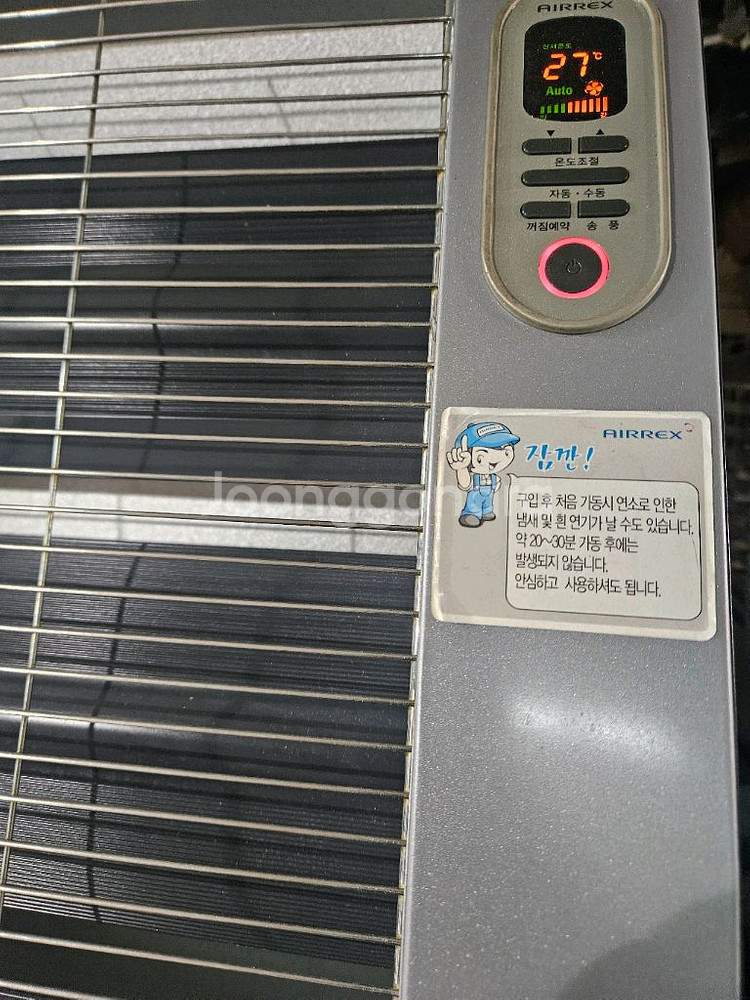 AIRREX
27℃
Auto
온도조절
자동 · 수동
꺼짐예약 송 풍
AIRREX
잠깐!
구입 후 처음 가동시 연소로 인한
냄새 및 흰 연기가 날 수도 있습니다.
약 20~30분 가동 후에는
발생되지 않습니다.
안심하고 사용하셔도 됩니다.